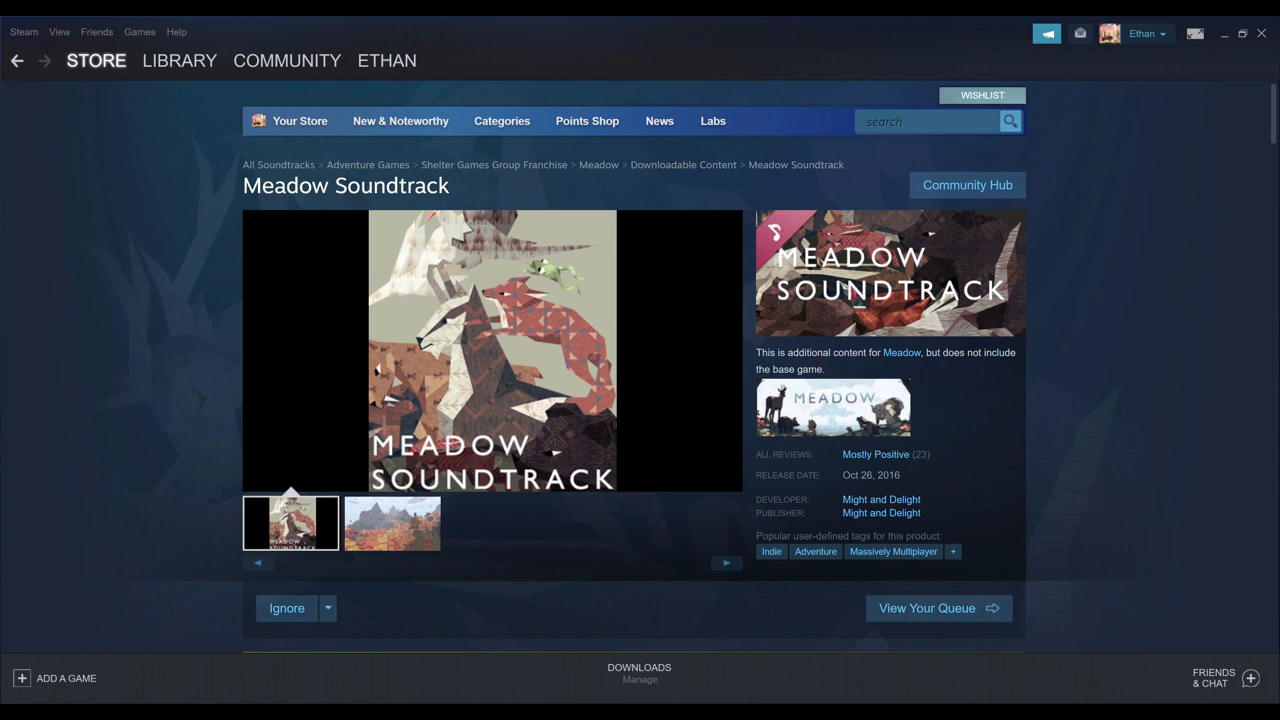 Steam View Friends Games Help
Ethan
STORE LIBRARY COMMUNITY ETHAN
WISHLIST
Your Store New & Noteworthy Categories Points Shop News Labs
search
All Soundtracks > Adventure Games > Shelter Games Group Franchise > Meadow > Downloadable Content > Meadow Soundtrack
Meadow Soundtrack
Community Hub
MEADOW
SOUNDTRACK
MEADOW
SOUNDTRACK
This is additional content for Meadow, but does not include
the base game.
MEADOW
ALL REVIEWS: Mostly Positive (23)
RELEASE DATE: Oct 26, 2016
DEVELOPER: Might and Delight
PUBLISHER: Might and Delight
Popular user-defined tags for this product:
Indie Adventure Massively Multiplayer +
MEADOW
SOUNDTRACK
Ignore
View Your Queue
ADD A GAME
DOWNLOADS
Manage
FRIENDS
& CHAT